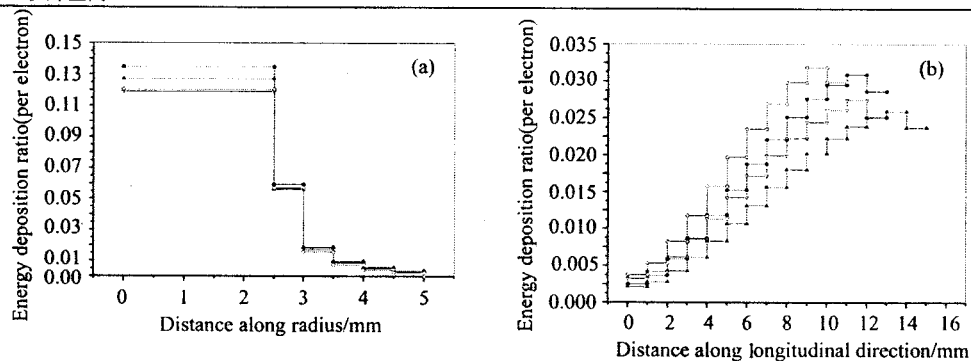 Energy deposition ratio(per electron)
0.15
0.13
0.11
0.09
0.07
0.05
0.03
0.01
0.00
(a)
0 1 2 3 4 5
Distance along radius/mm
Energy deposition ratio(per electron)
0.035
0.030
0.025
0.020
0.015
0.010
0.005
0.000
(b)
0 2 4 6 8 10 12 14 16
Distance along longitudinal direction/mm